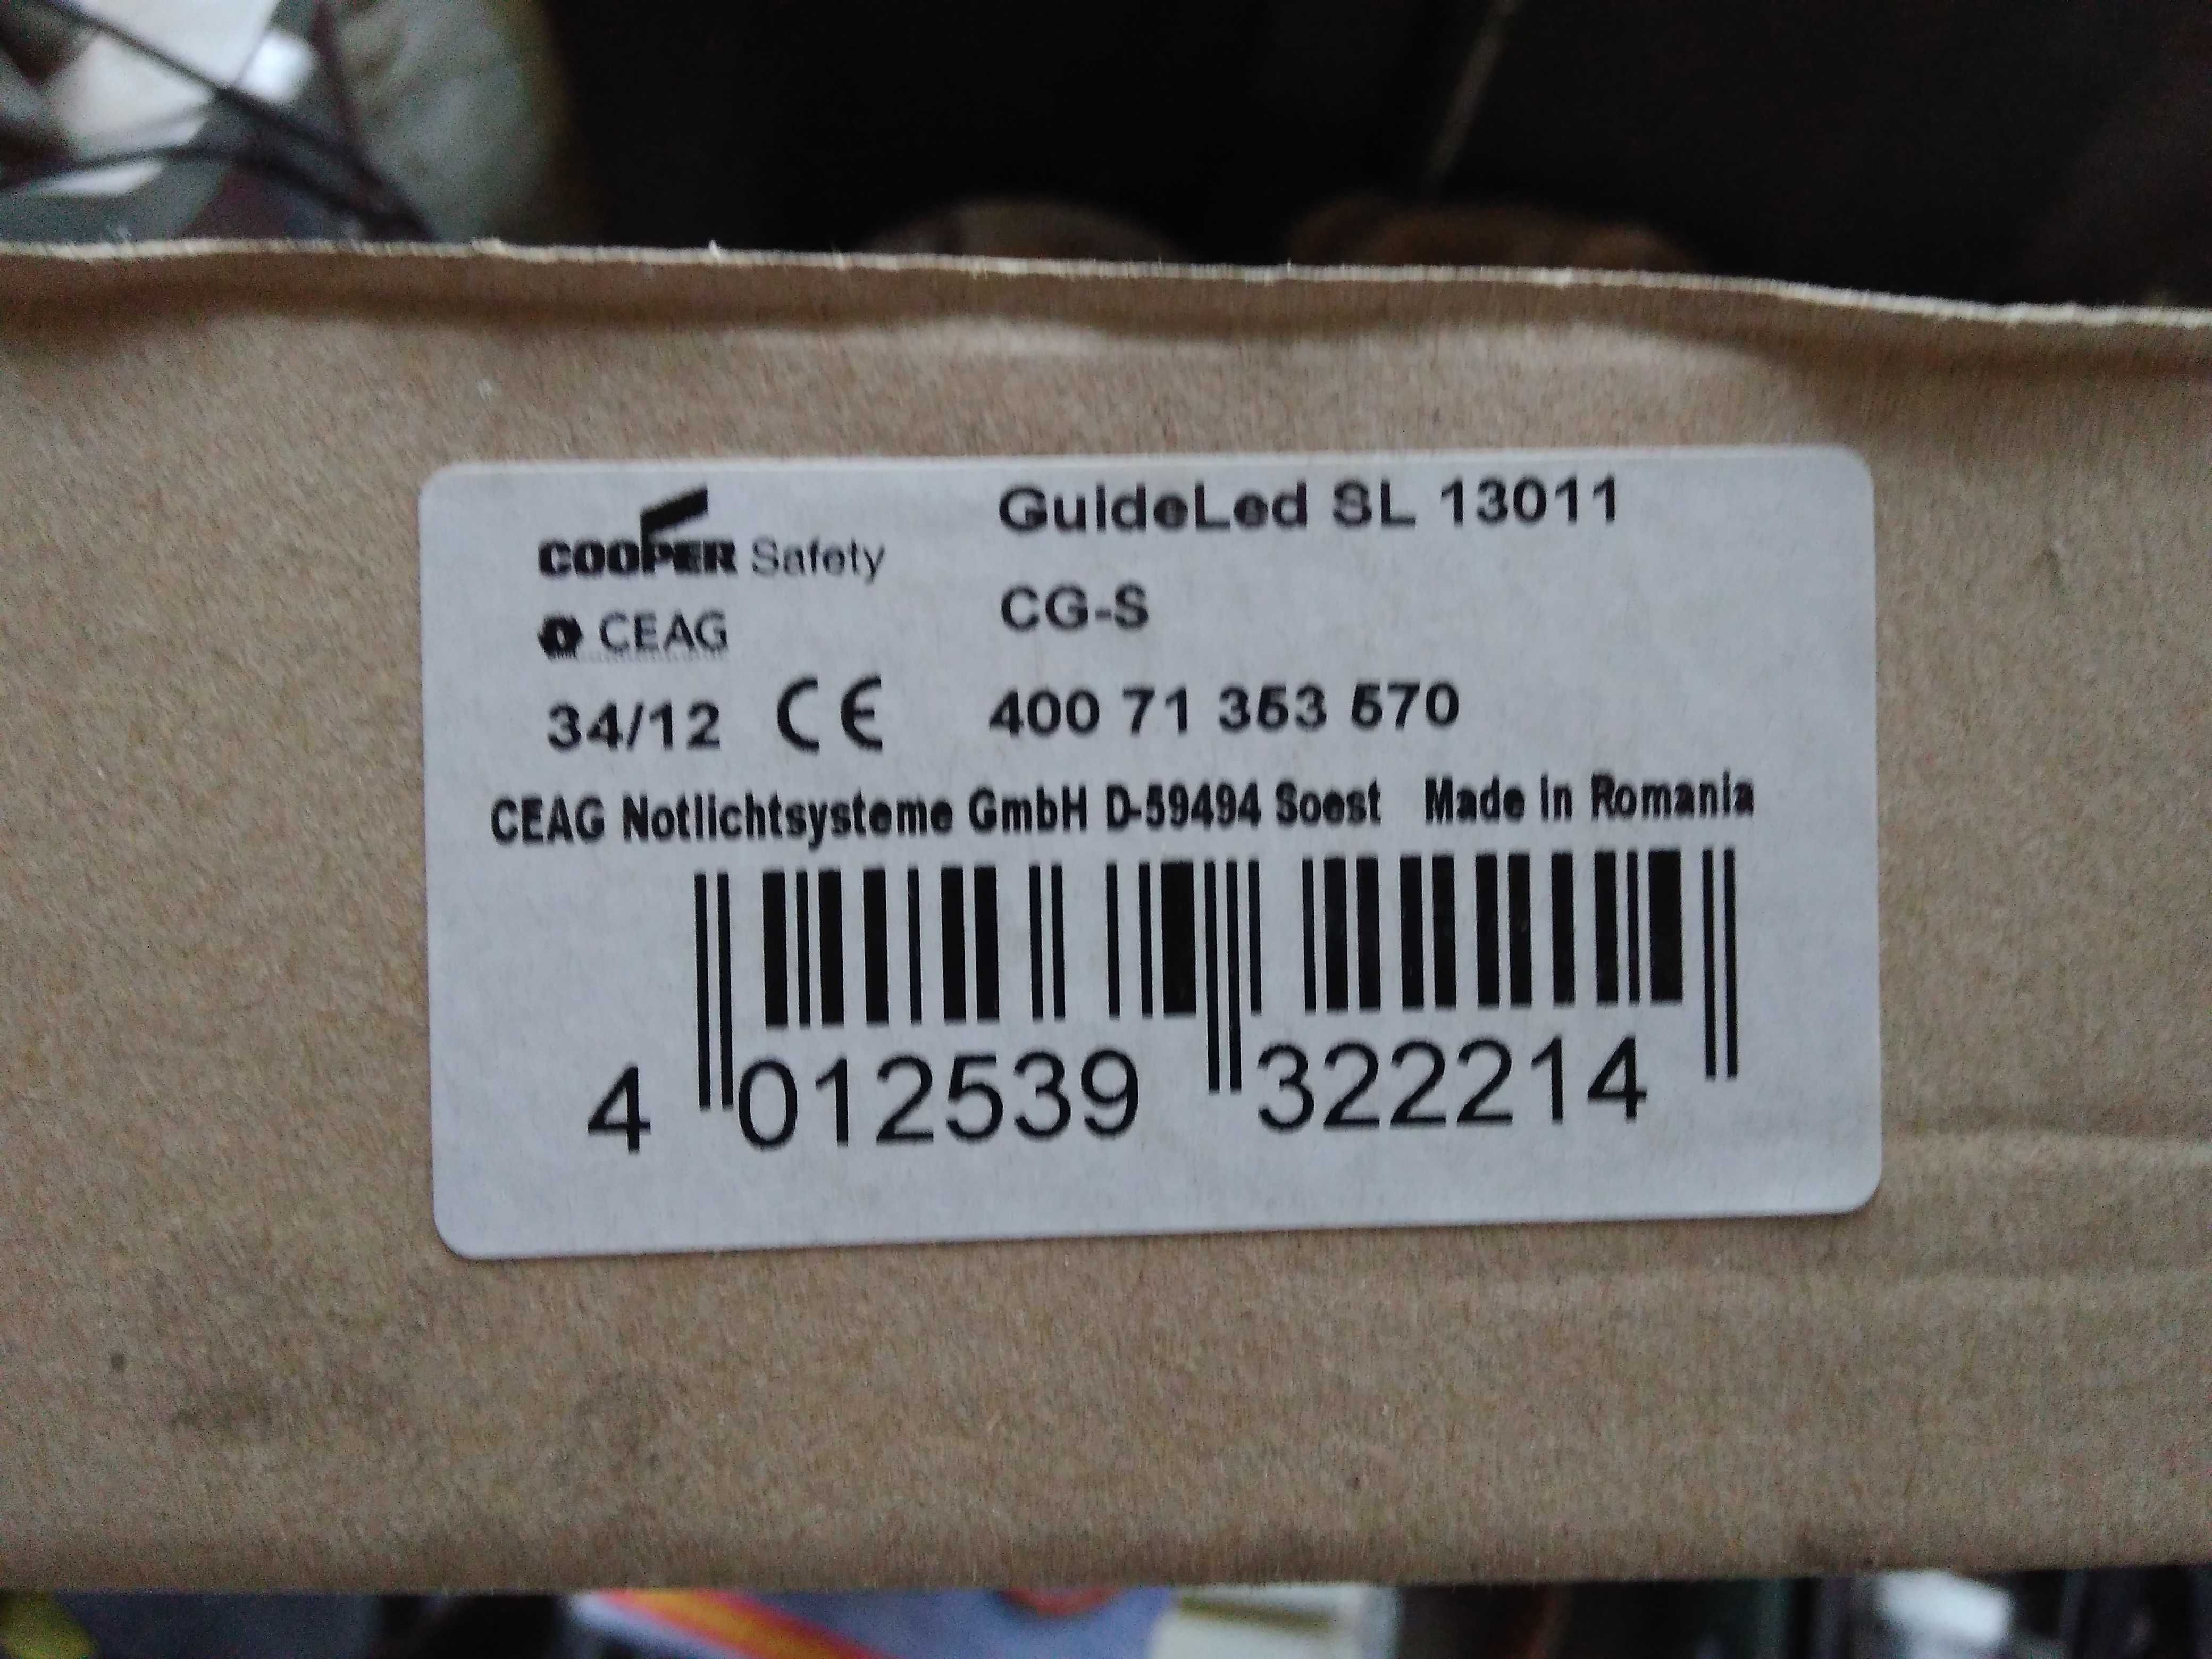 COOPER Safety
GuideLed SL 13011
CEAG
CG-S
34/12 CE 400 71 353 570
CEAG Notlichtsysteme GmbH D-59494 Soest Made in Romania
4 012539 322214